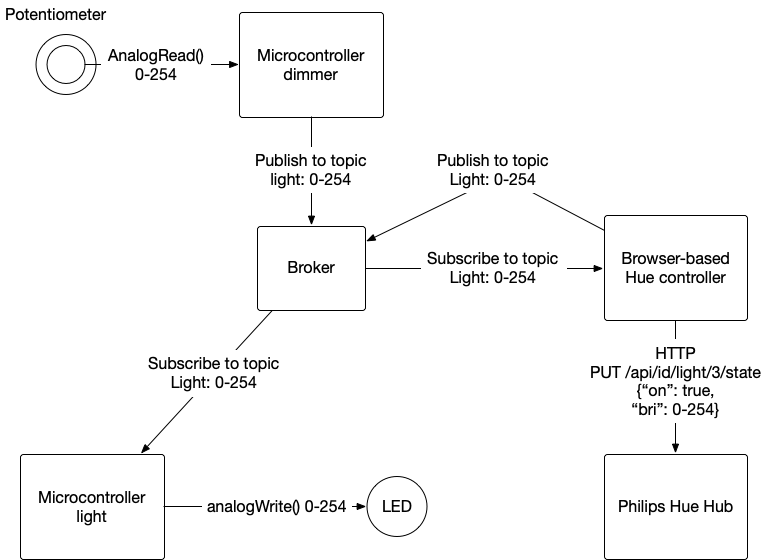 Potentiometer
AnalogRead()
0-254
Microcontroller
dimmer
Publish to topic
light: 0-254
Publish to topic
Light: 0-254
Broker
Subscribe to topic
Light: 0-254
Browser-based
Hue controller
Subscribe to topic
Light: 0-254
HTTP
PUT /api/id/light/3/state
{“on”: true,
“bri”: 0-254}
Microcontroller
light
analogWrite() 0-254
LED
Philips Hue Hub